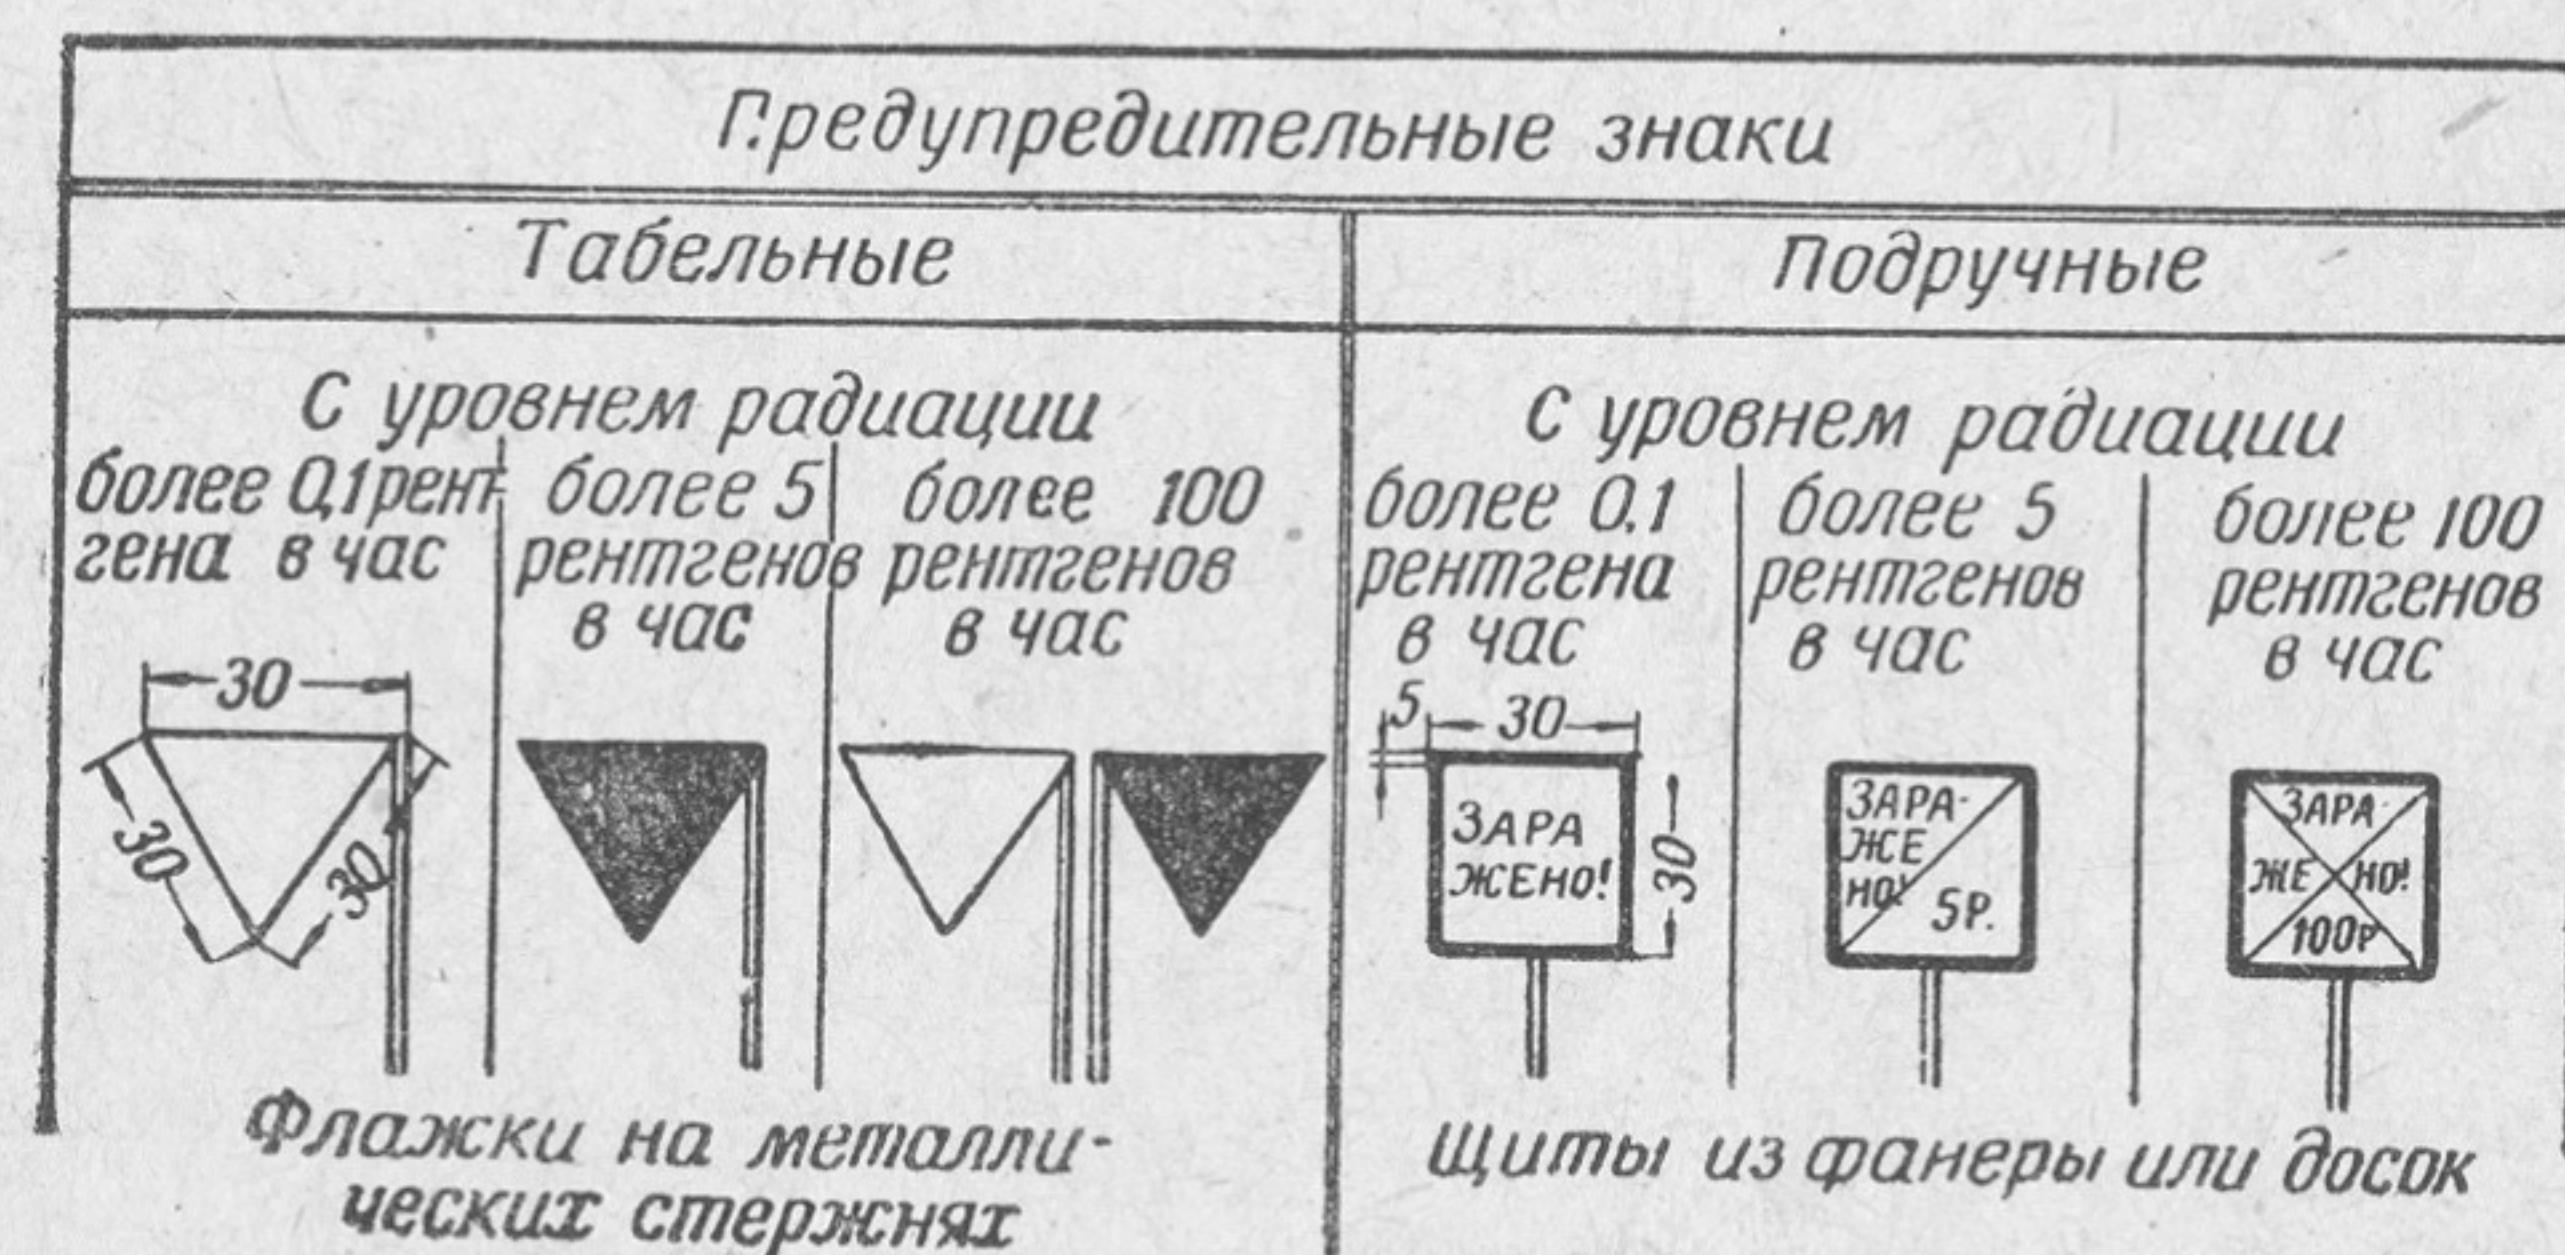 Предупредительные знаки
Табельные
С уровнем радиации
более 0,1 рент
гена в час
более 5
рентгенов
в час
более 100
рентгенов
в час
30
30
30
Флажки на металли-
ческих стержнях
Подручные
С уровнем радиации
более 0,1
рентгена
в час
более 5
рентгенов
в час
более 100
рентгенов
в час
5
30
30
ЗАРА
ЖЕНО!
ЗАРА-
ЖЕ
НО!
5Р.
ЗАРА-
ЖЕ НО!
100Р
Щиты из фанеры или досок